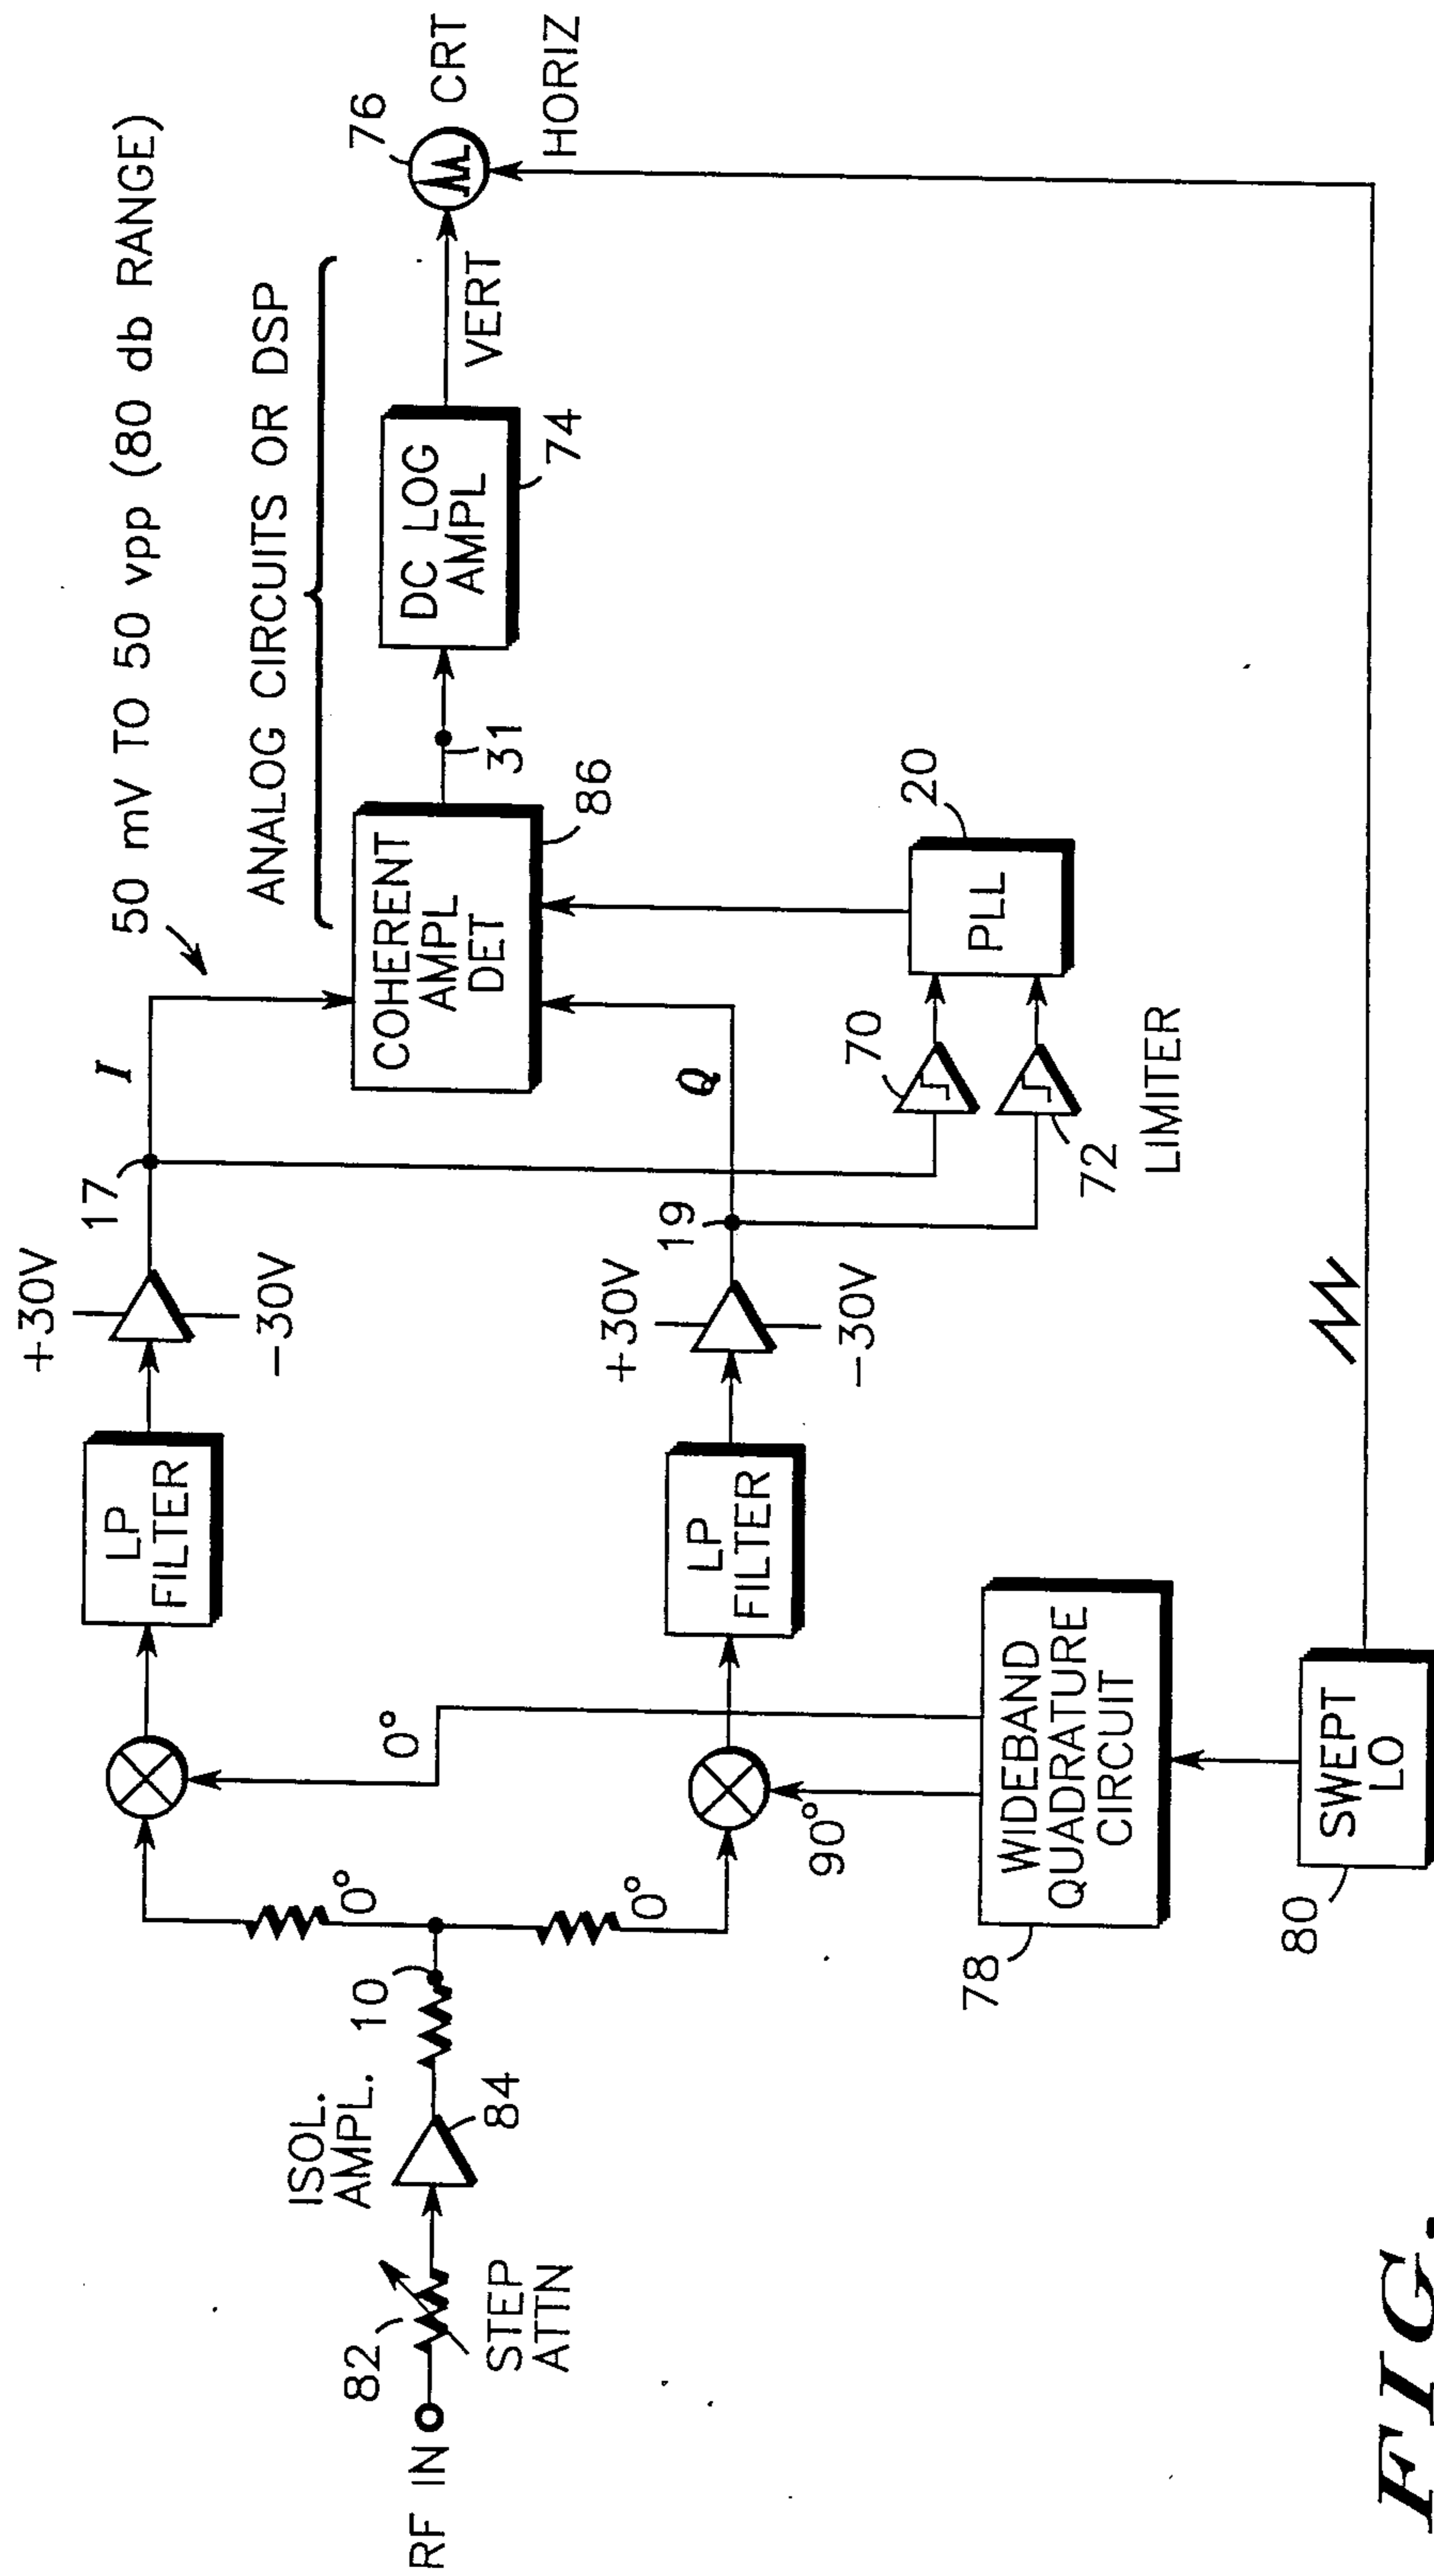 50 mV TO 50 vpp (80 db RANGE)
ANALOG CIRCUITS OR DSP
+30V
-30V
17
I
LP
FILTER
0°
0°
ISOL.
AMPL.
10
84
82
STEP
ATTN
RF IN
0°
90°
LP
FILTER
+30V
-30V
19
Q
COHERENT
AMPL
DET
86
31
DC LOG
AMPL
74
VERT
76
CRT
HORIZ
70
72
LIMITER
PLL
20
WIDEBAND
QUADRATURE
CIRCUIT
78
SWEPT
LO
80
FIG.